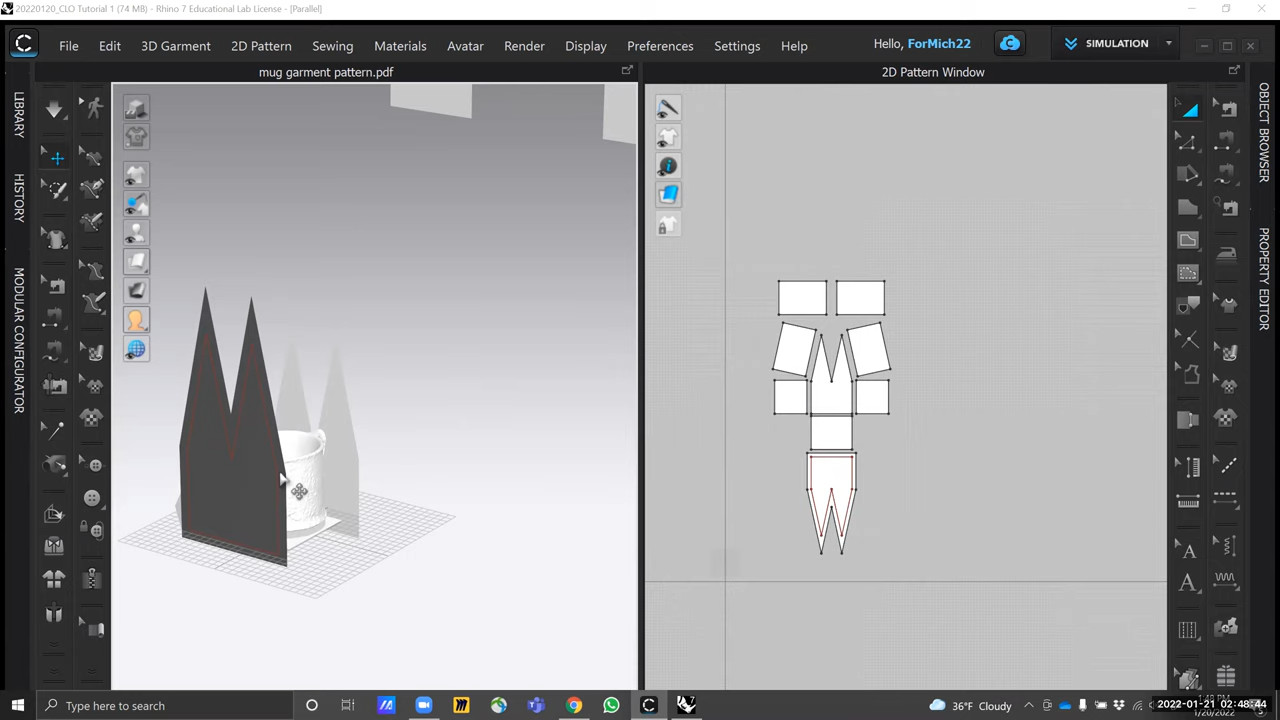 20220120_CLO Tutorial 1 (74 MB) - Rhino 7 Educational Lab License - [Parallel]
File Edit 3D Garment 2D Pattern Sewing Materials Avatar Render Display Preferences Settings Help Hello, ForMich22 SIMULATION
mug garment pattern.pdf
2D Pattern Window
LIBRARY
HISTORY
MODULAR CONFIGURATOR
OBJECT BROWSER
PROPERTY EDITOR
A
A
Type here to search
36°F Cloudy
2022-01-21 02:48:44